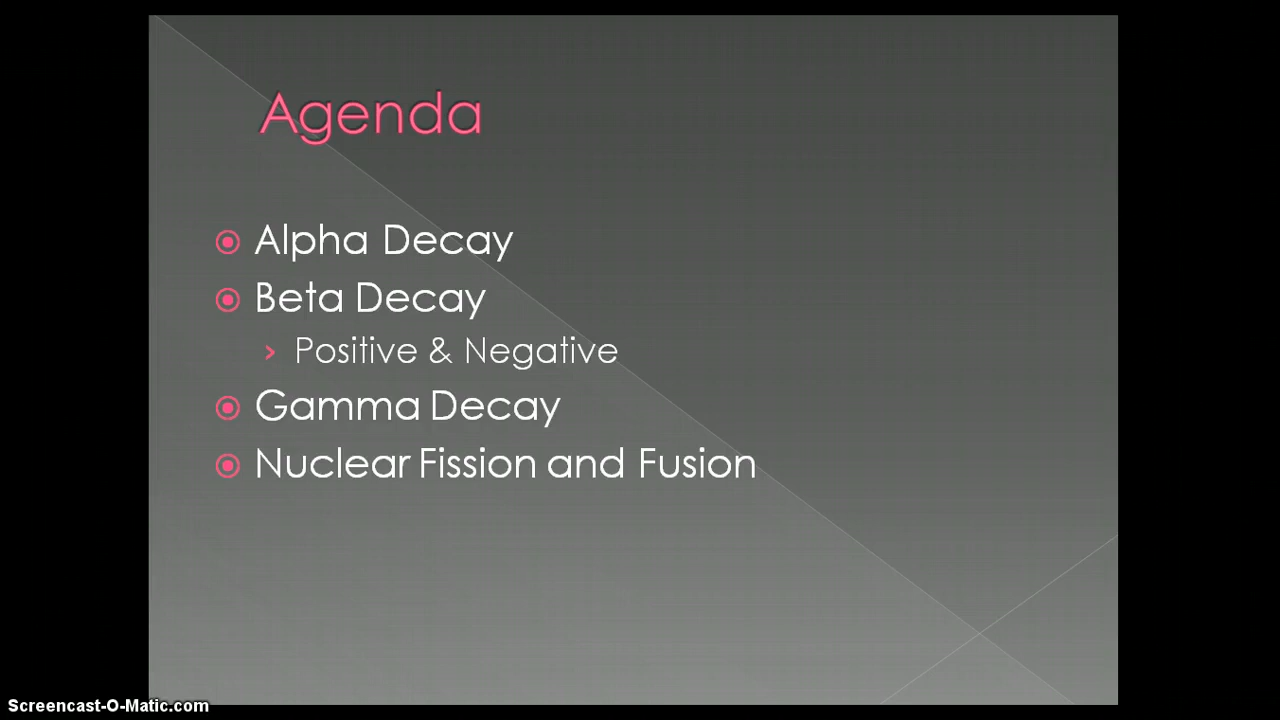 Agenda
Alpha Decay
Beta Decay
Positive & Negative
Gamma Decay
Nuclear Fission and Fusion
Screencast-O-Matic.com